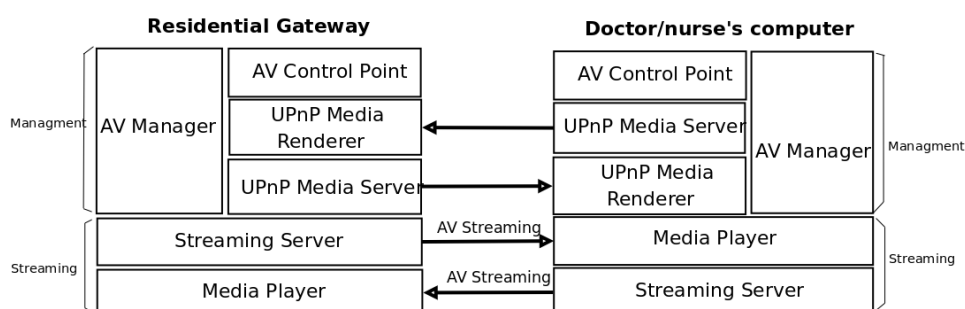 Residential Gateway
Doctor/nurse's computer
Managment
AV Manager
AV Control Point
UPnP Media
Renderer
UPnP Media Server
AV Control Point
UPnP Media Server
UPnP Media
Renderer
AV Manager
Managment
Streaming
Streaming Server
Media Player
AV Streaming
AV Streaming
Media Player
Streaming Server
Streaming